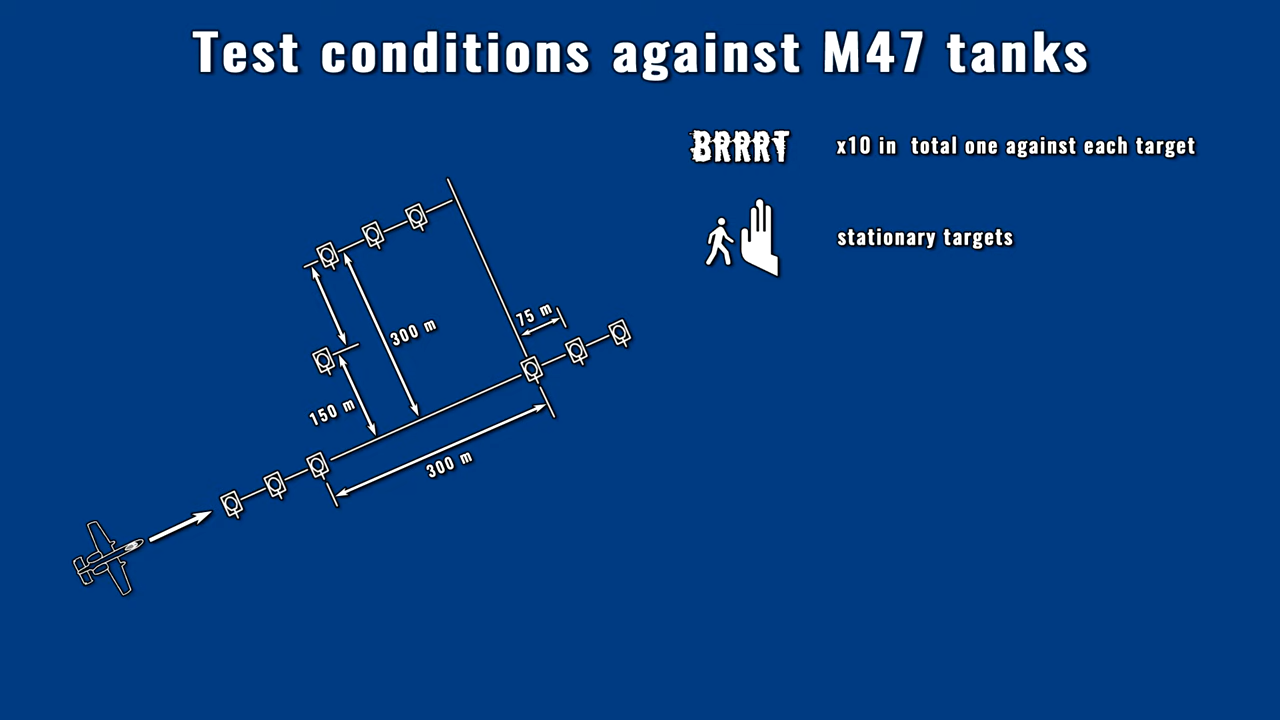 Test conditions against M47 tanks
BRRRT x10 in total one against each target
stationary targets
75 m
300 m
150 m
300 m